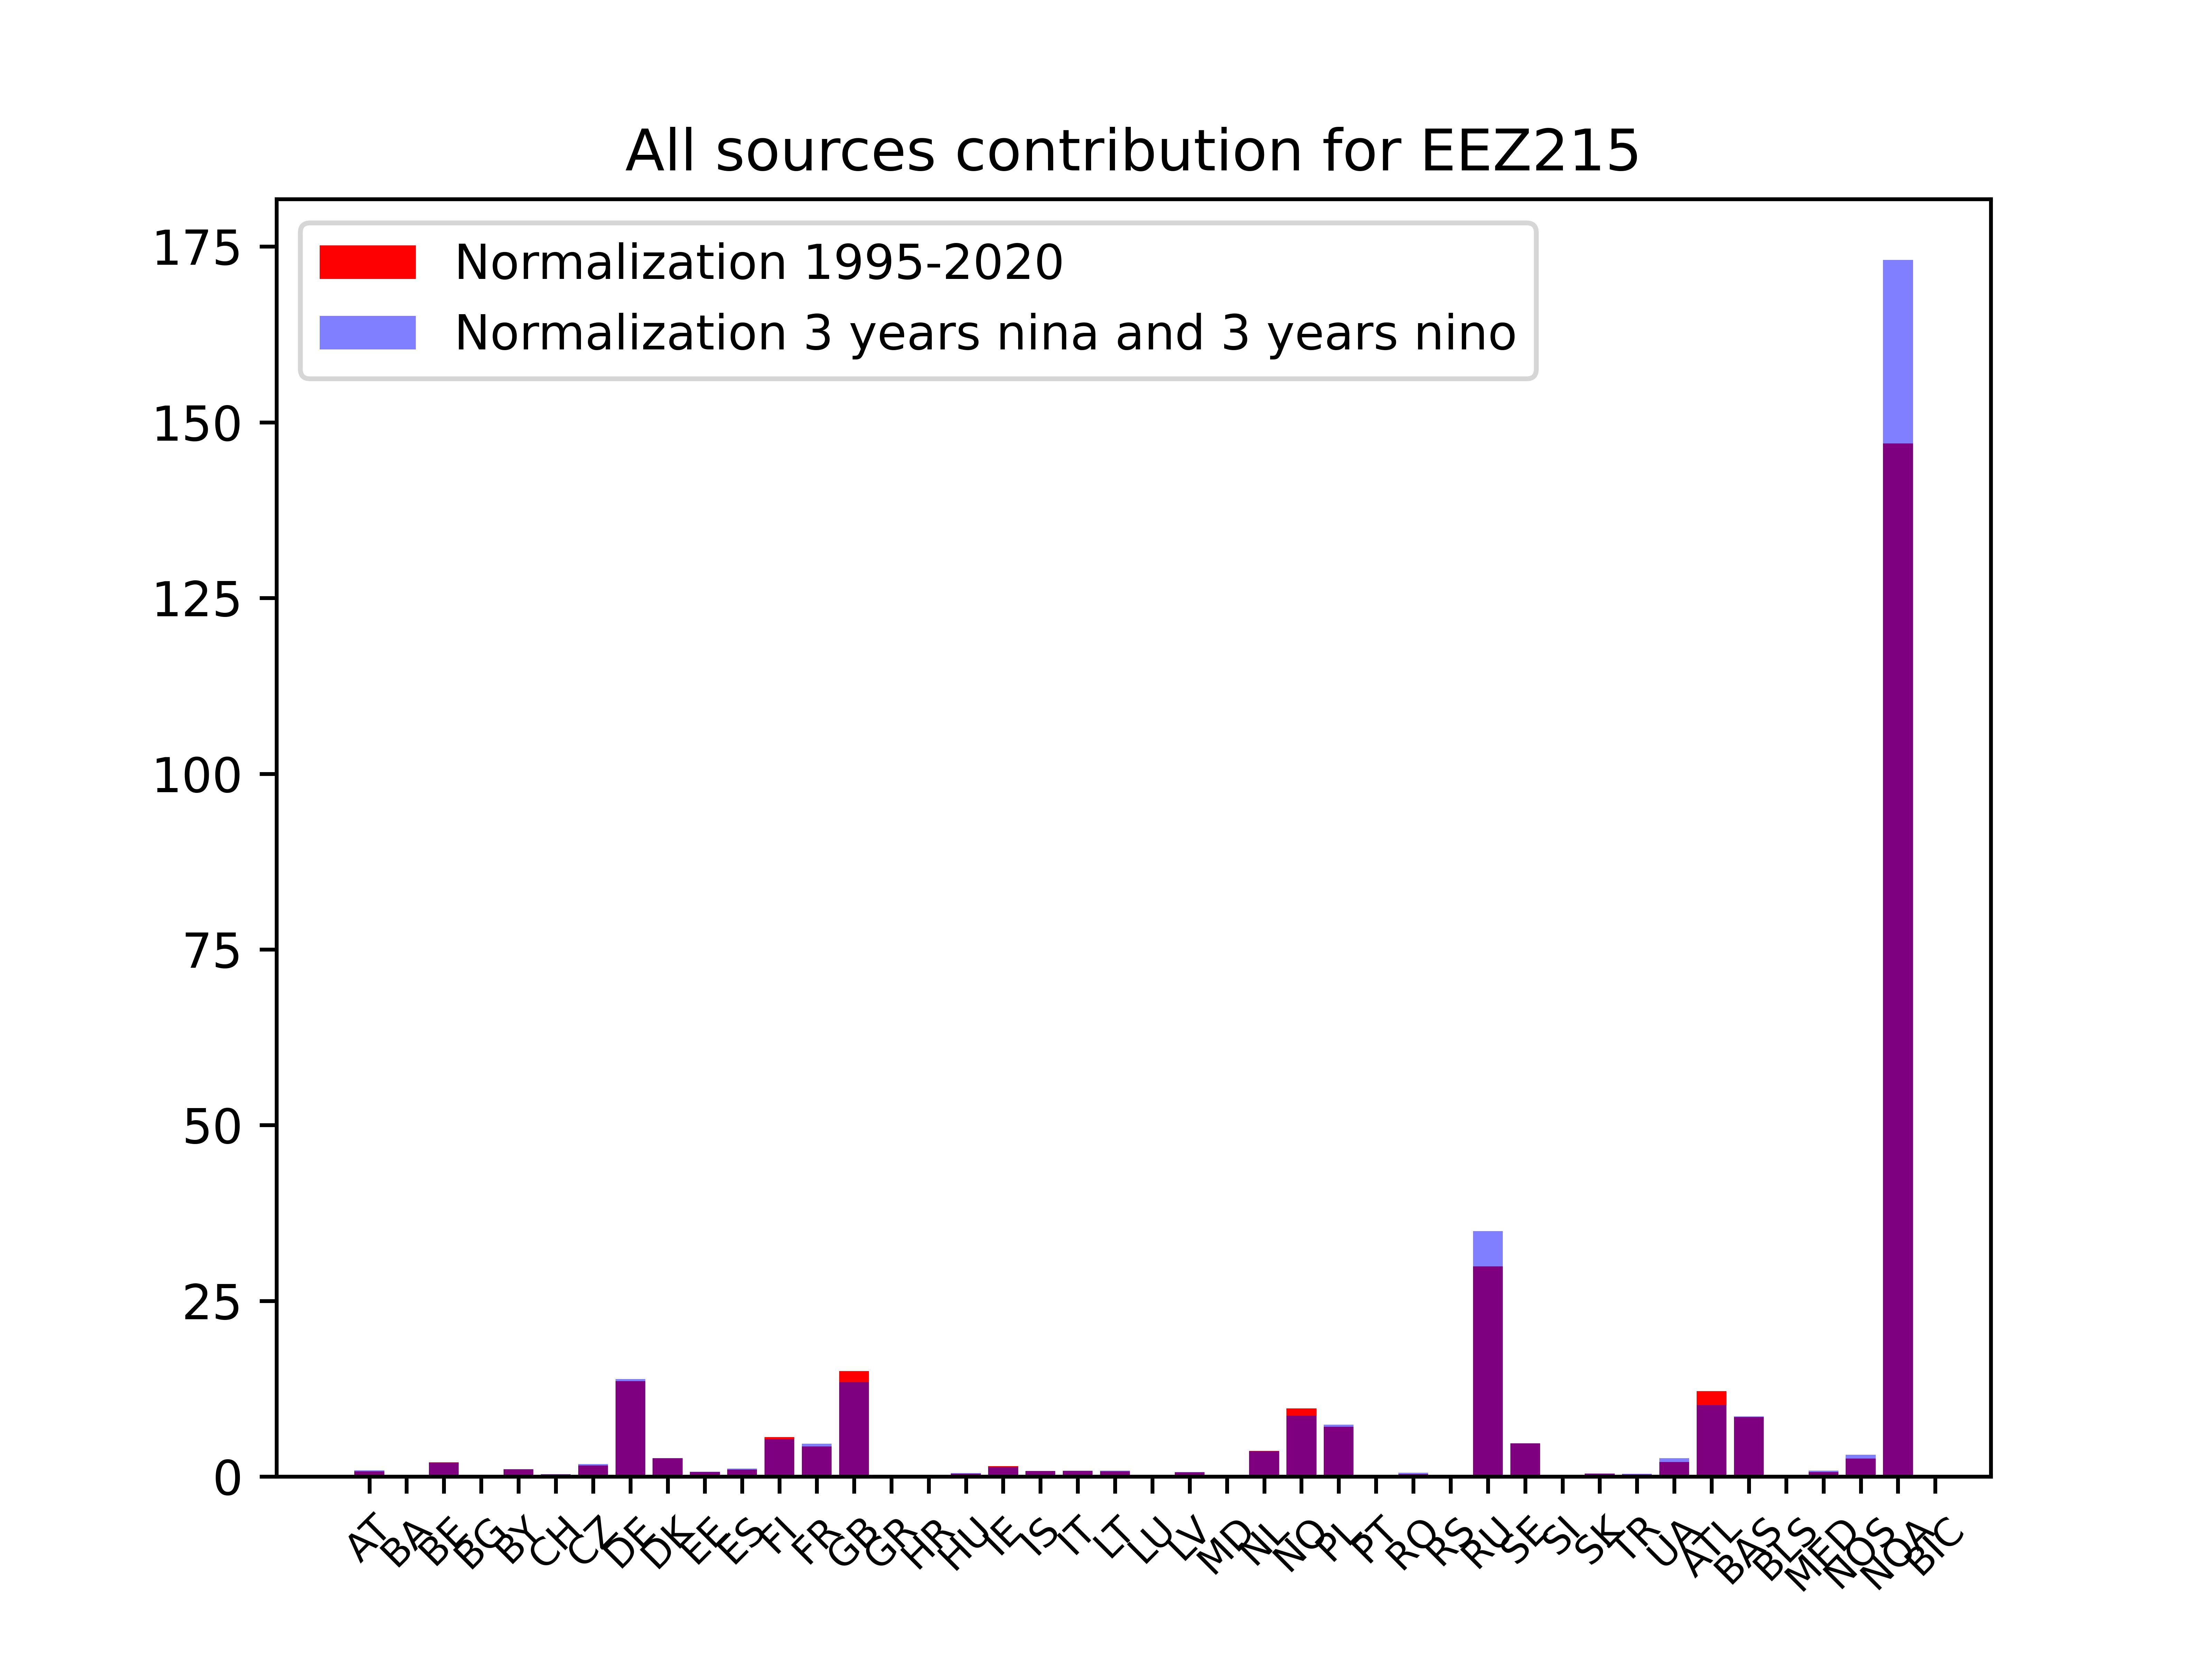 All sources contribution for EEZ215
Normalization 1995-2020
Normalization 3 years nina and 3 years nino
175
150
125
100
75
50
25
0
AT BA BE BG BY CH CZ DE DK EE ES FI FR GB GR HR HU IE IS IT LT LU LV MD NL NO PL PT RO RS RU SE SI SK TR UA ATL BAS BLS MED NOS NOA BIC